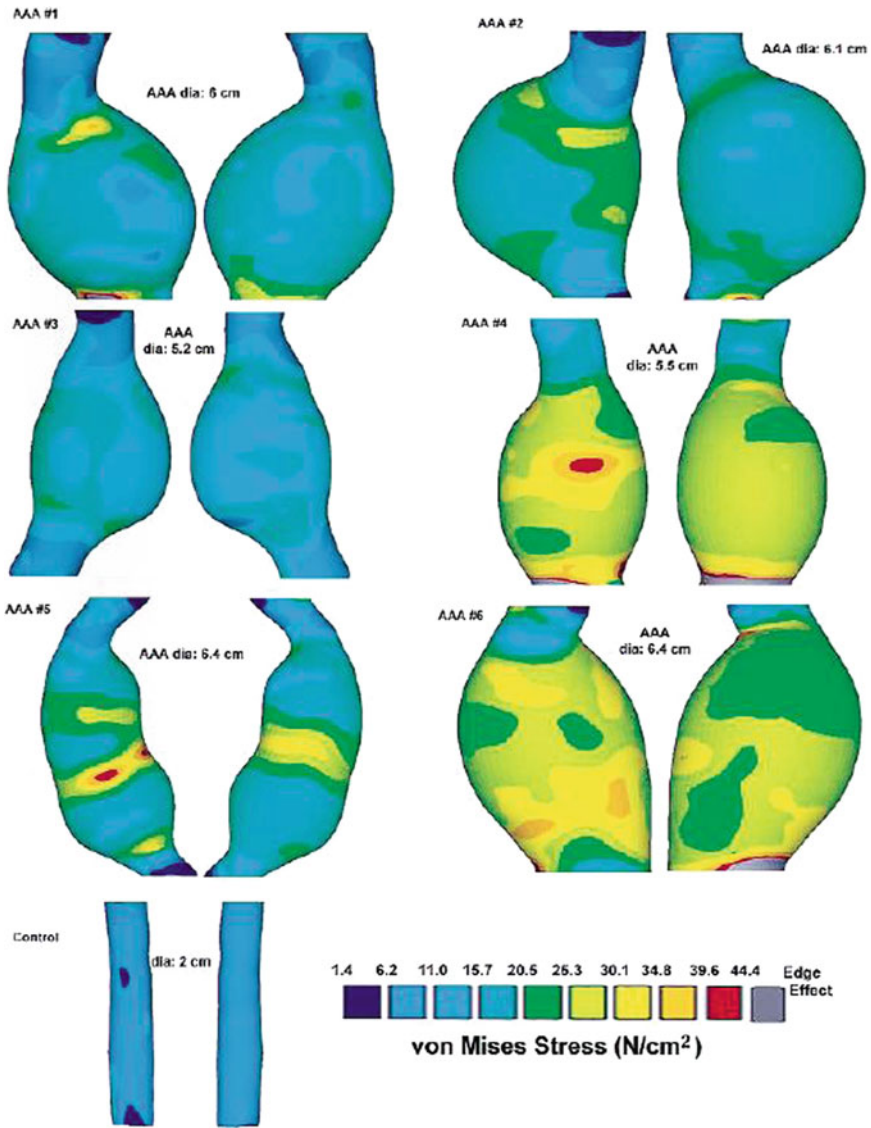 AAA #1
AAA dia: 6 cm
AAA #2
AAA dia: 6.1 cm
AAA #3
AAA
dia: 5.2 cm
AAA #4
AAA
dia: 5.5 cm
AAA #5
AAA dia: 6.4 cm
AAA #6
AAA
dia: 6.4 cm
Control
dia: 2 cm
1.4 6.2 11.0 15.7 20.5 25.3 30.1 34.8 39.6 44.4 Edge
Effect
von Mises Stress (N/cm²)